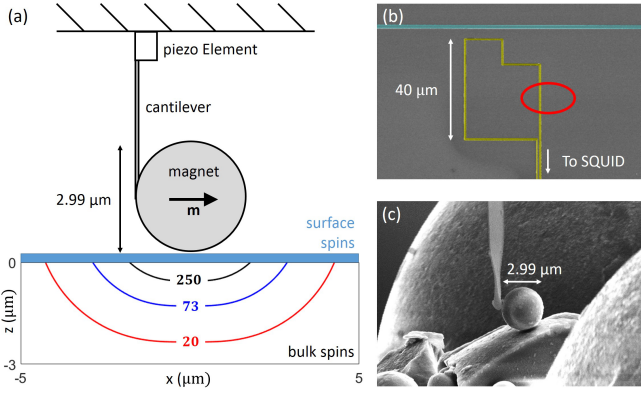 (a)
piezo Element
cantilever
2.99 µm
magnet
m
surface
spins
0
250
73
20
z (µm)
bulk spins
-3
-5
x (µm)
5
(b)
40 µm
To SQUID
(c)
2.99 µm